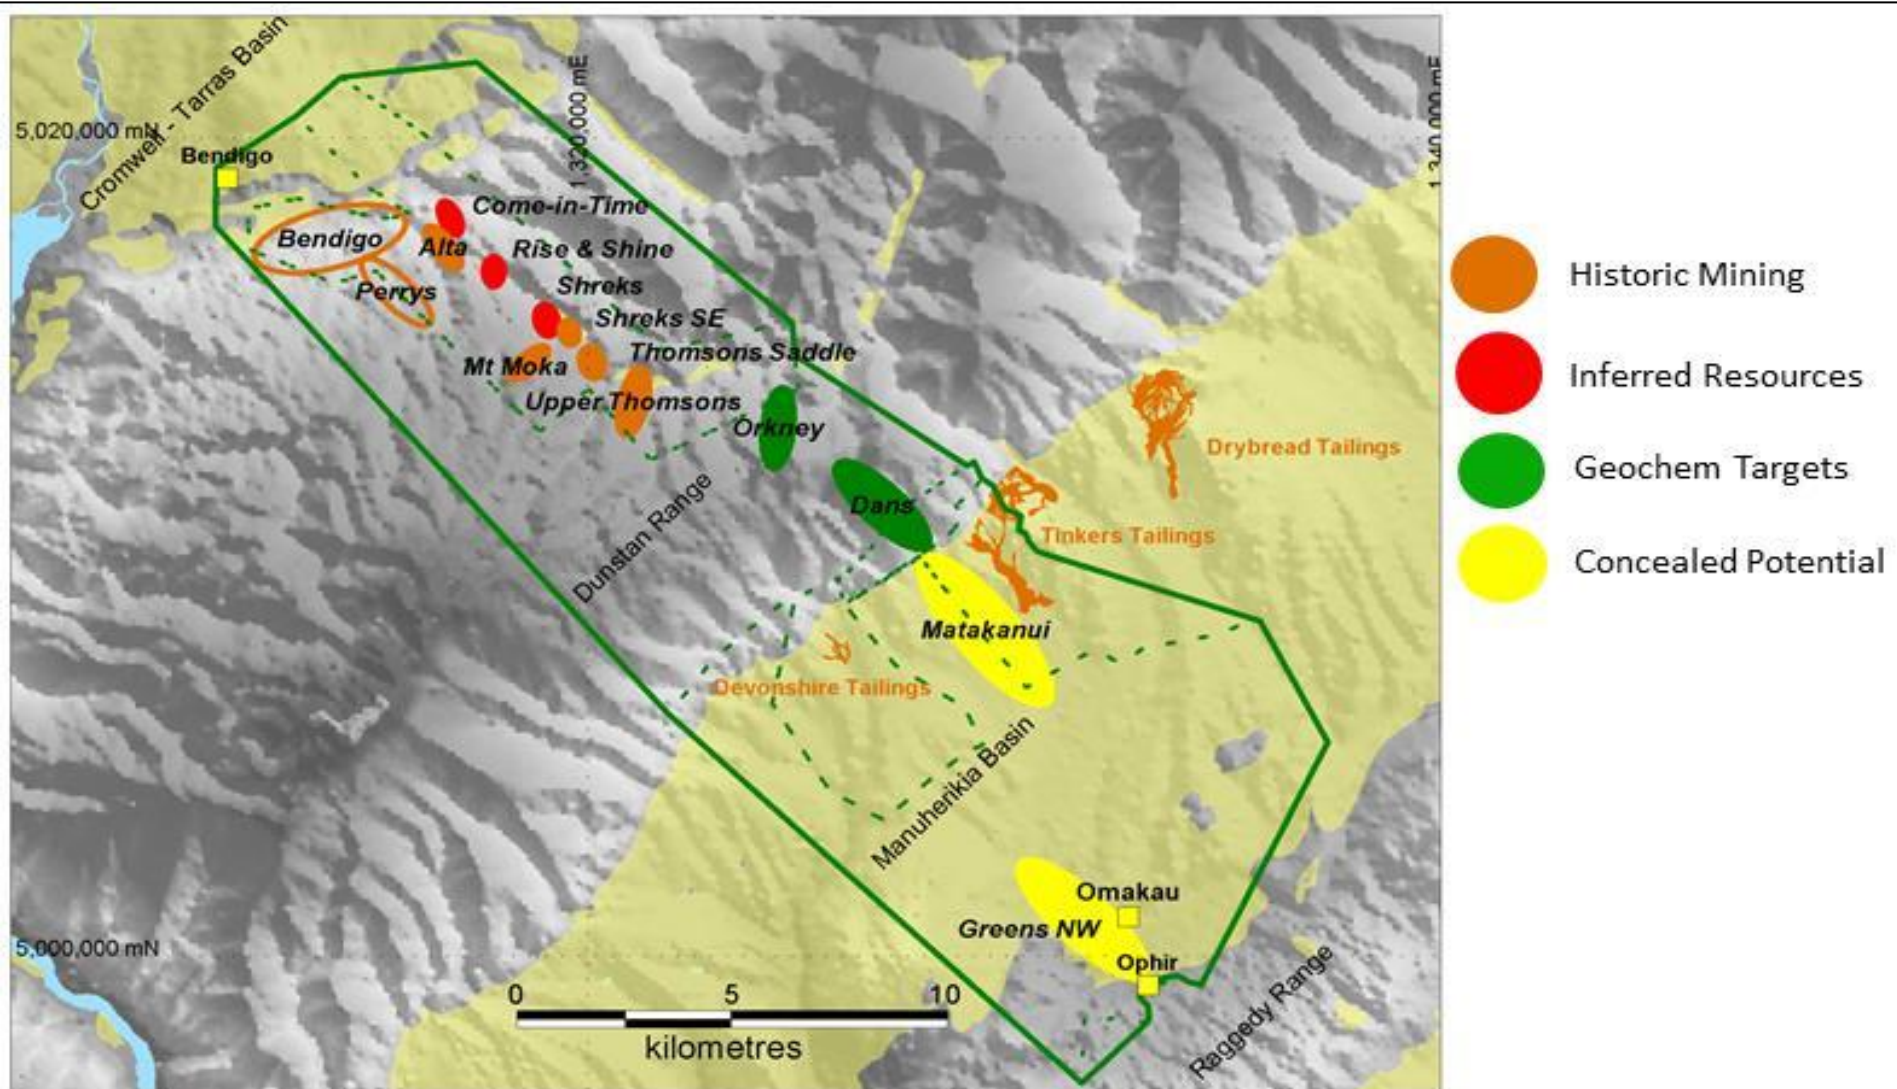 Cromwell - Tarras Basin
1,320,000 mE
1,340,000 mE
5,020,000 mN
Bendigo
Come-in-Time
Bendigo
Alta
Rise & Shine
Perrys
Shreks
Shreks SE
Mt Moka
Thomsons Saddle
Upper Thomsons
Orkney
Drybread Tailings
Dunstan Range
Dans
Tinkers Tailings
Matakanui
Devonshire Tailings
Manuherikia Basin
Omakau
Greens NW
5,000,000 mN
Ophir
Raggedy Range
0 5 10
kilometres
Historic Mining
Inferred Resources
Geochem Targets
Concealed Potential